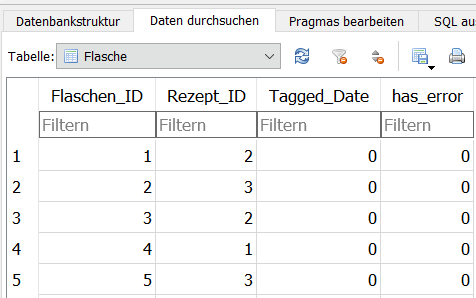 Datenbankstruktur Daten durchsuchen Pragmas bearbeiten SQL au
Tabelle: Flasche
Flaschen_ID Rezept_ID Tagged_Date has_error
Filtern Filtern Filtern Filtern
1 1 2 0 0
2 2 3 0 0
3 3 2 0 0
4 4 1 0 0
5 5 3 0 0